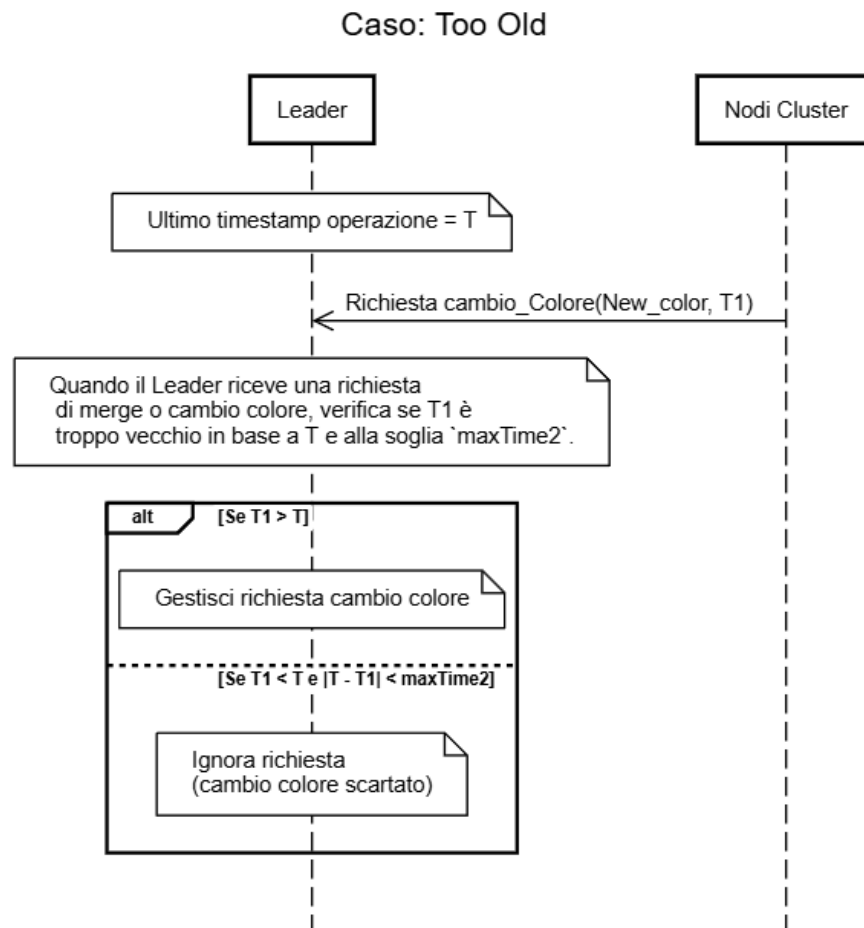 Caso: Too Old
Leader
Nodi Cluster
Ultimo timestamp operazione = T
Richiesta cambio_Colore(New_color, T1)
Quando il Leader riceve una richiesta
di merge o cambio colore, verifica se T1 è
troppo vecchio in base a T e alla soglia `maxTime2`.
alt
[Se T1 > T]
Gestisci richiesta cambio colore
[Se T1 < T e |T - T1| < maxTime2]
Ignora richiesta
(cambio colore scartato)